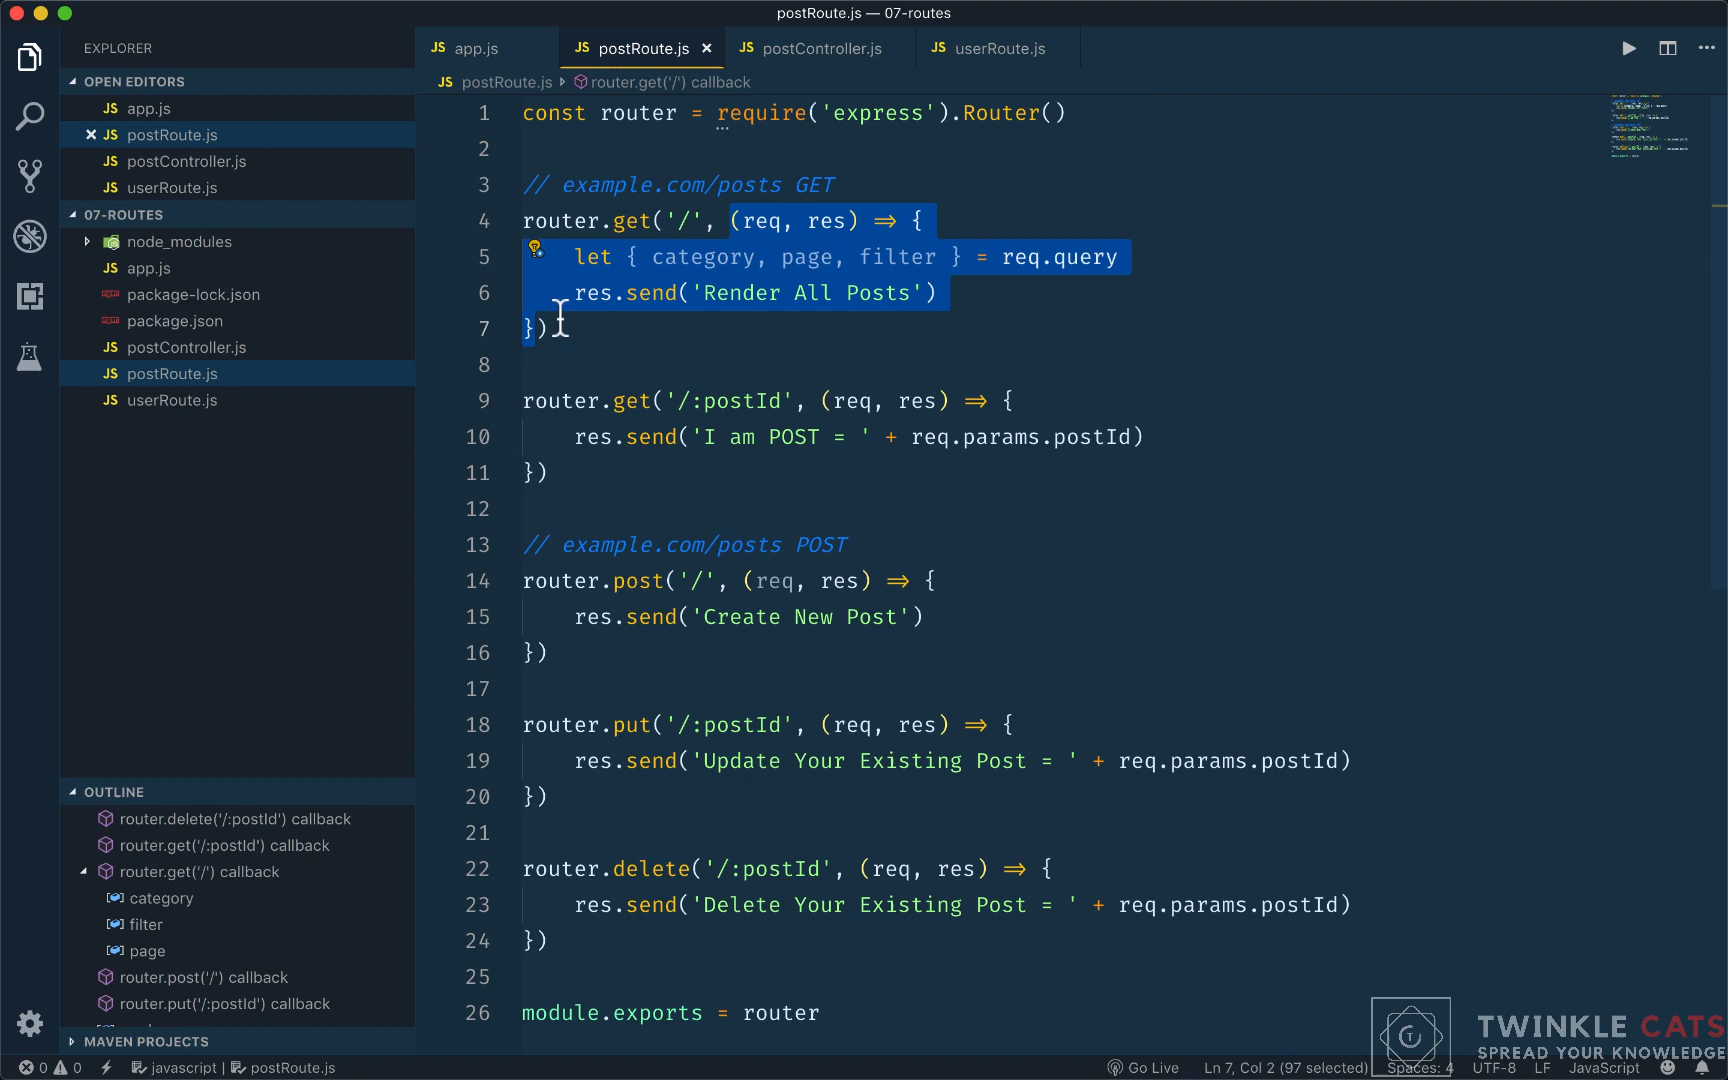 postRoute.js — 07-routes
EXPLORER
OPEN EDITORS
JS app.js
JS postRoute.js
JS postController.js
JS userRoute.js
07-ROUTES
node_modules
JS app.js
package-lock.json
package.json
JS postController.js
JS postRoute.js
JS userRoute.js
OUTLINE
router.delete('/:postId') callback
router.get('/:postId') callback
router.get('/') callback
category
filter
page
router.post('/') callback
router.put('/:postId') callback
MAVEN PROJECTS
JS app.js JS postRoute.js × JS postController.js JS userRoute.js
JS postRoute.js router.get('/') callback
1 const router = require('express').Router()
2
3 // example.com/posts GET
4 router.get('/', (req, res) => {
5 let { category, page, filter } = req.query
6 res.send('Render All Posts')
7 })
8
9 router.get('/:postId', (req, res) => {
10 res.send('I am POST = ' + req.params.postId)
11 })
12
13 // example.com/posts POST
14 router.post('/', (req, res) => {
15 res.send('Create New Post')
16 })
17
18 router.put('/:postId', (req, res) => {
19 res.send('Update Your Existing Post = ' + req.params.postId)
20 })
21
22 router.delete('/:postId', (req, res) => {
23 res.send('Delete Your Existing Post = ' + req.params.postId)
24 })
25
26 module.exports = router
TWINKLE CATS
SPREAD YOUR KNOWLEDGE
0 0 javascript | postRoute.js Go Live Ln 7, Col 2 (97 selected) Spaces: 4 UTF-8 LF JavaScript